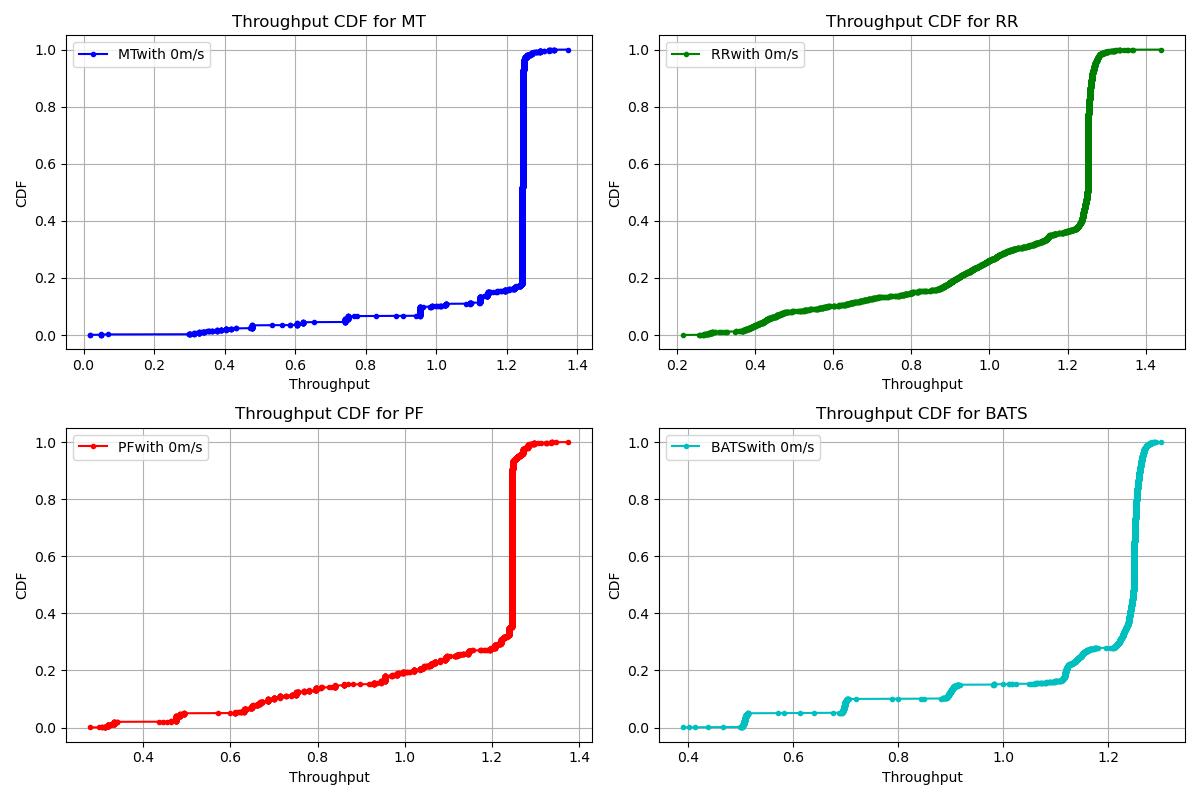 Throughput CDF for MT
MTwith 0m/s
CDF
1.0
0.8
0.6
0.4
0.2
0.0
0.0 0.2 0.4 0.6 0.8 1.0 1.2 1.4
Throughput
Throughput CDF for RR
RRwith 0m/s
CDF
1.0
0.8
0.6
0.4
0.2
0.0
0.2 0.4 0.6 0.8 1.0 1.2 1.4
Throughput
Throughput CDF for PF
PFwith 0m/s
CDF
1.0
0.8
0.6
0.4
0.2
0.0
0.4 0.6 0.8 1.0 1.2 1.4
Throughput
Throughput CDF for BATS
BATSwith 0m/s
CDF
1.0
0.8
0.6
0.4
0.2
0.0
0.4 0.6 0.8 1.0 1.2
Throughput